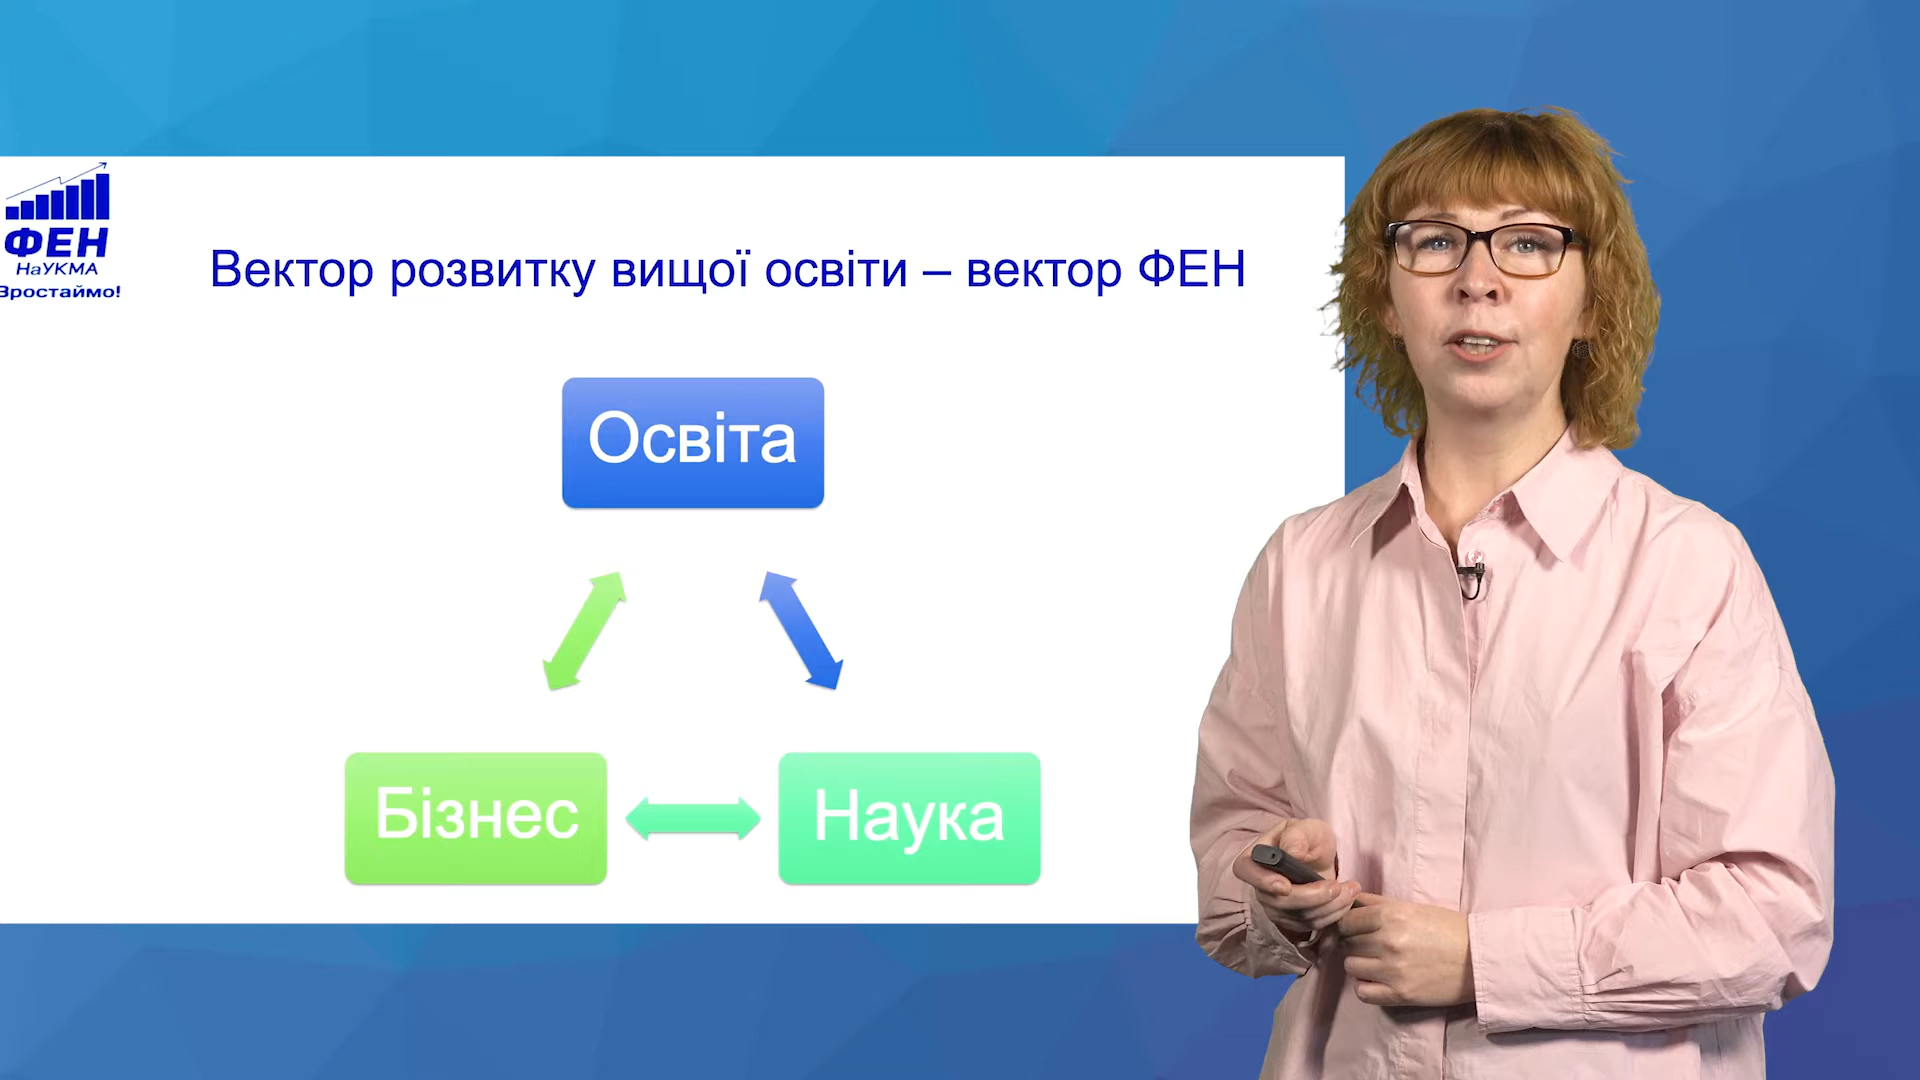 ФЕН
НаУКМА
Зростаймо!
Вектор розвитку вищої освіти – вектор ФЕН
Освіта
Бізнес
Наука